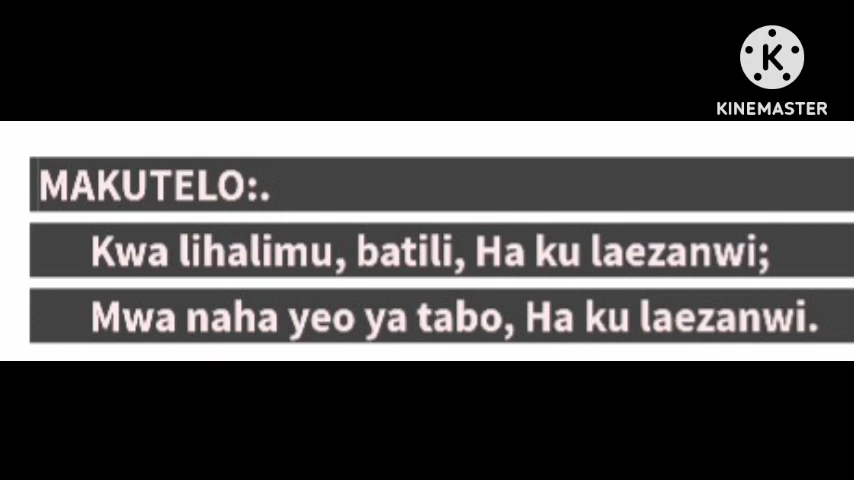 KINEMASTER
MAKUTELO:.
Kwa lihalimu, batili, Ha ku laezanwi;
Mwa naha yeo ya tabo, Ha ku laezanwi.